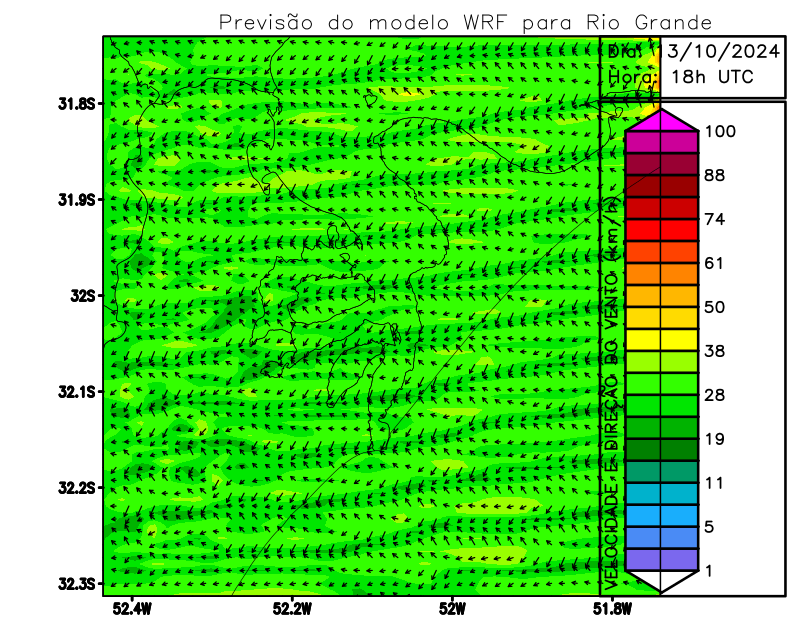 Previsão do modelo WRF para Rio Grande
Dia: 3/10/2024
Hora: 18h UTC
31.8S
31.9S
32S
32.1S
32.2S
32.3S
52.4W
52.2W
52W
51.8W
VELOCIDADE E DIREÇÃO DO VENTO (km/h)
100
88
74
61
50
38
28
19
11
5
1